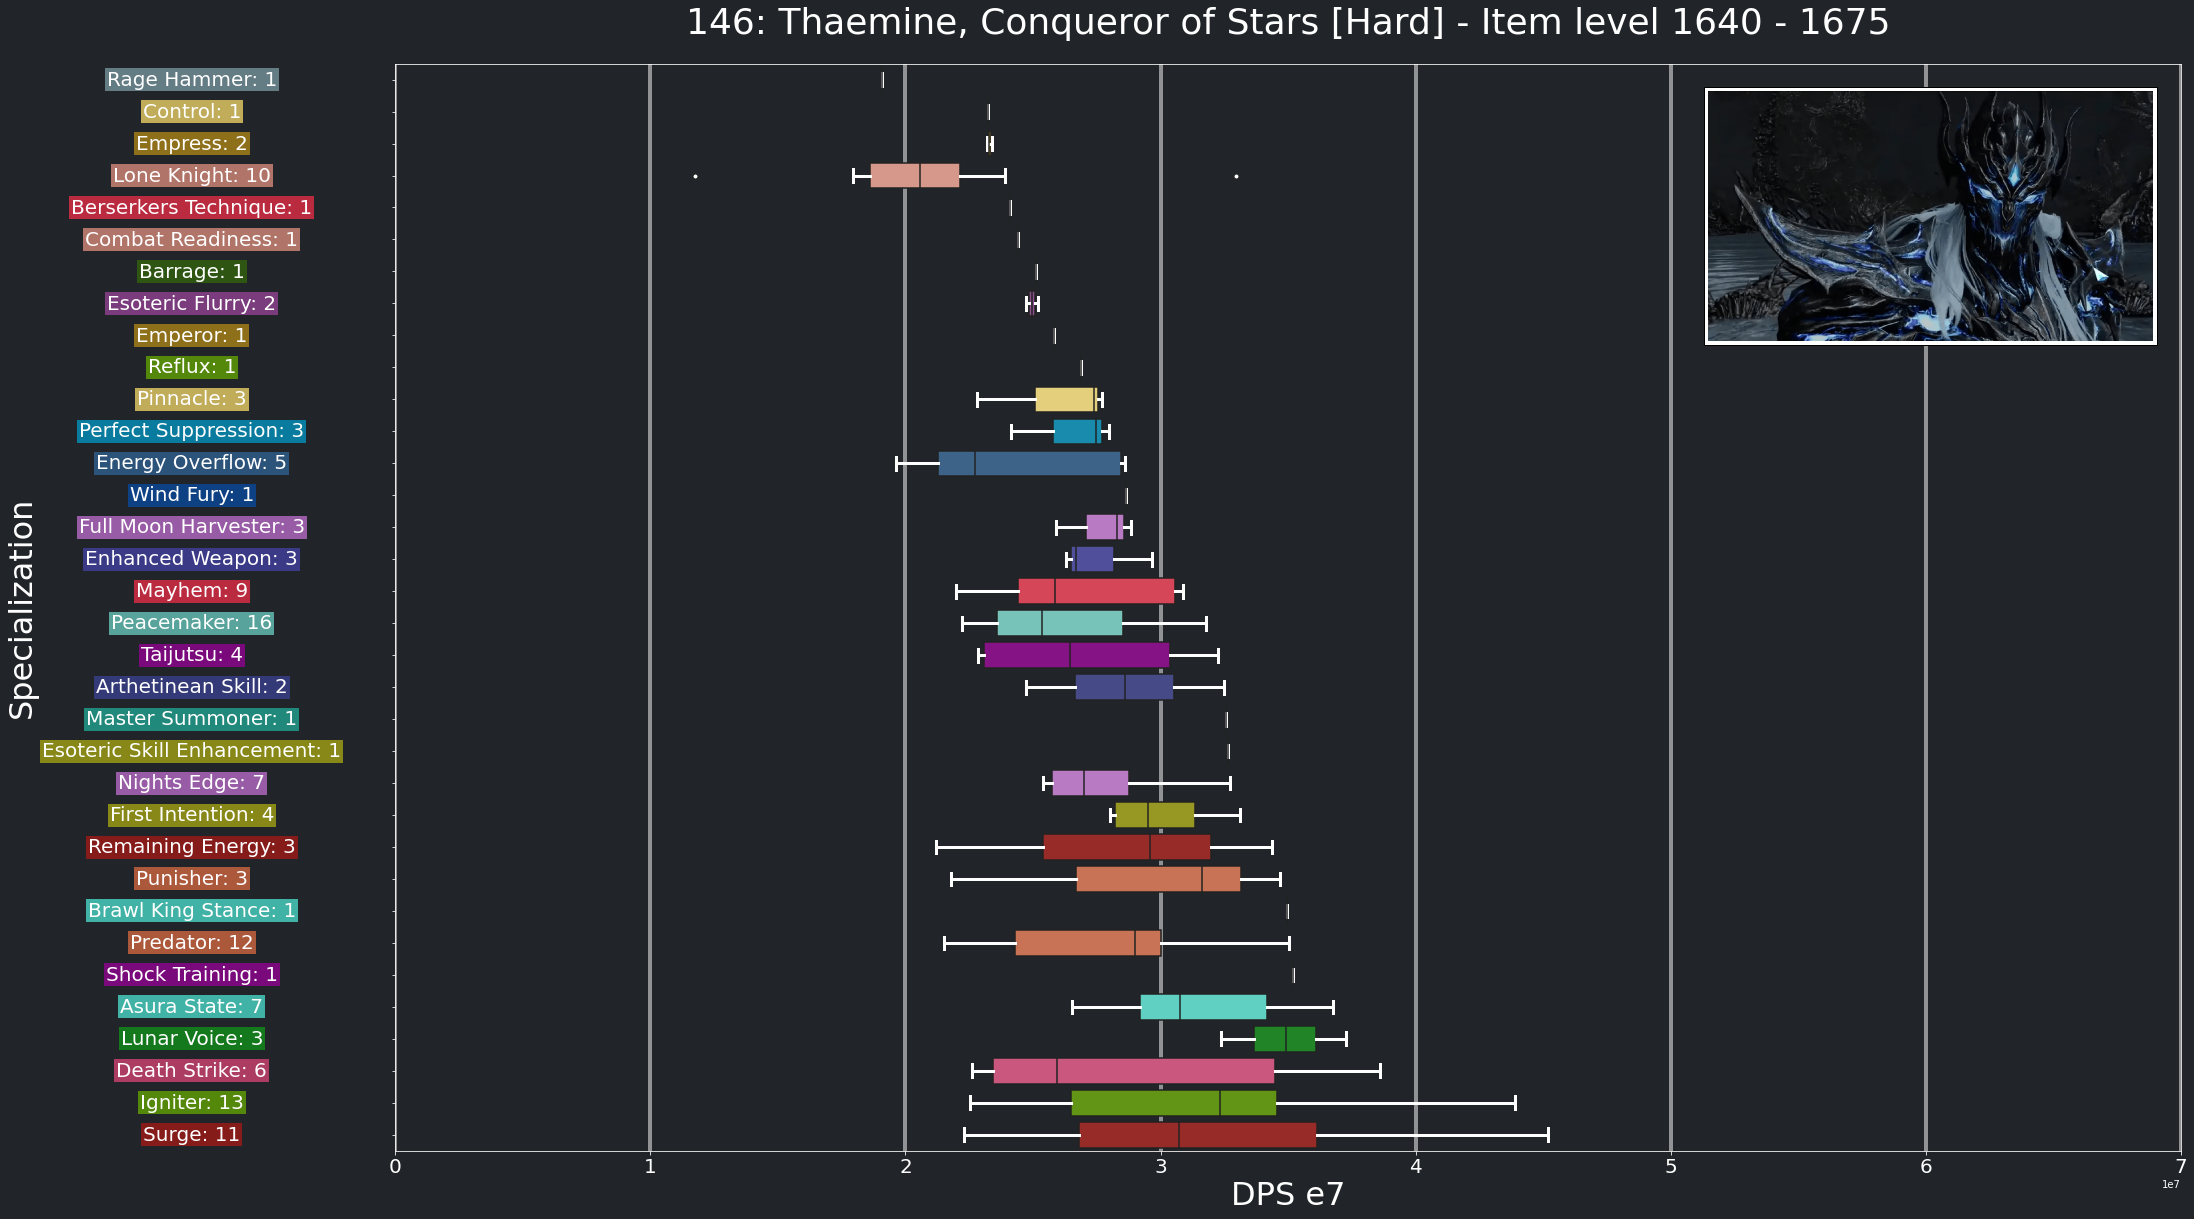 146: Thaemine, Conqueror of Stars [Hard] - Item level 1640 - 1675
Rage Hammer: 1
Control: 1
Empress: 2
Lone Knight: 10
Berserkers Technique: 1
Combat Readiness: 1
Barrage: 1
Esoteric Flurry: 2
Emperor: 1
Reflux: 1
Pinnacle: 3
Perfect Suppression: 3
Energy Overflow: 5
Wind Fury: 1
Full Moon Harvester: 3
Enhanced Weapon: 3
Mayhem: 9
Peacemaker: 16
Taijutsu: 4
Arthetinean Skill: 2
Master Summoner: 1
Esoteric Skill Enhancement: 1
Nights Edge: 7
First Intention: 4
Remaining Energy: 3
Punisher: 3
Brawl King Stance: 1
Predator: 12
Shock Training: 1
Asura State: 7
Lunar Voice: 3
Death Strike: 6
Igniter: 13
Surge: 11
Specialization
0 1 2 3 4 5 6 7
1e7
DPS e7